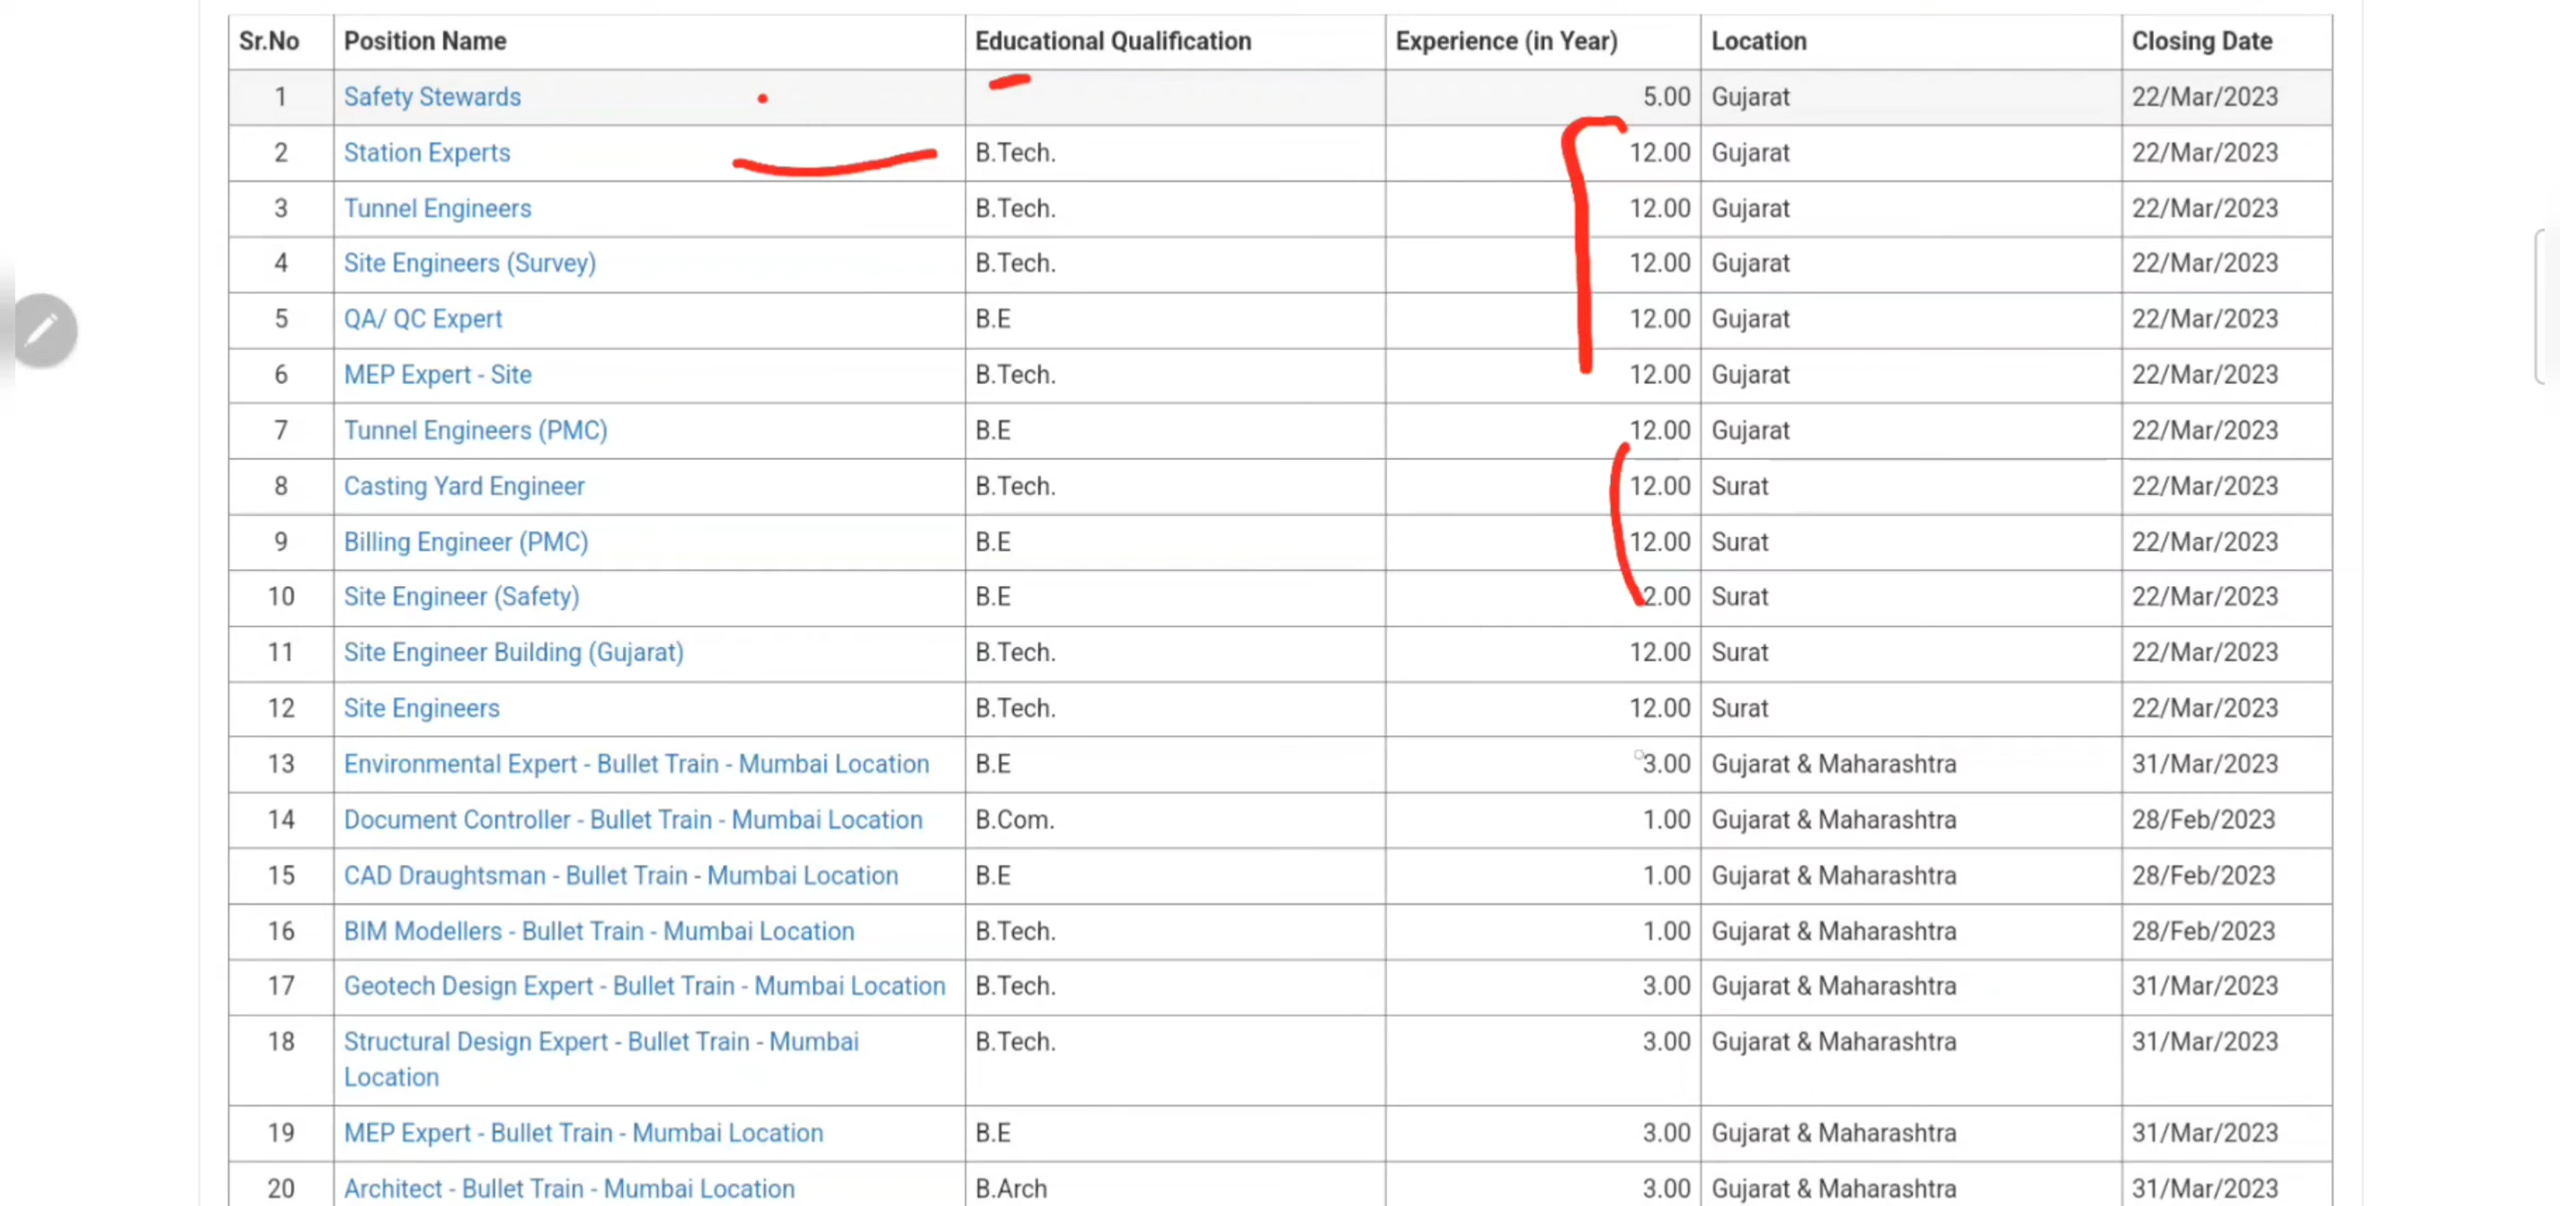 Sr.No Position Name Educational Qualification Experience (in Year) Location Closing Date
1 Safety Stewards 5.00 Gujarat 22/Mar/2023
2 Station Experts B.Tech. 12.00 Gujarat 22/Mar/2023
3 Tunnel Engineers B.Tech. 12.00 Gujarat 22/Mar/2023
4 Site Engineers (Survey) B.Tech. 12.00 Gujarat 22/Mar/2023
5 QA/ QC Expert B.E 12.00 Gujarat 22/Mar/2023
6 MEP Expert - Site B.Tech. 12.00 Gujarat 22/Mar/2023
7 Tunnel Engineers (PMC) B.E 12.00 Gujarat 22/Mar/2023
8 Casting Yard Engineer B.Tech. 12.00 Surat 22/Mar/2023
9 Billing Engineer (PMC) B.E 12.00 Surat 22/Mar/2023
10 Site Engineer (Safety) B.E 2.00 Surat 22/Mar/2023
11 Site Engineer Building (Gujarat) B.Tech. 12.00 Surat 22/Mar/2023
12 Site Engineers B.Tech. 12.00 Surat 22/Mar/2023
13 Environmental Expert - Bullet Train - Mumbai Location B.E 3.00 Gujarat & Maharashtra 31/Mar/2023
14 Document Controller - Bullet Train - Mumbai Location B.Com. 1.00 Gujarat & Maharashtra 28/Feb/2023
15 CAD Draughtsman - Bullet Train - Mumbai Location B.E 1.00 Gujarat & Maharashtra 28/Feb/2023
16 BIM Modellers - Bullet Train - Mumbai Location B.Tech. 1.00 Gujarat & Maharashtra 28/Feb/2023
17 Geotech Design Expert - Bullet Train - Mumbai Location B.Tech. 3.00 Gujarat & Maharashtra 31/Mar/2023
18 Structural Design Expert - Bullet Train - Mumbai B.Tech. 3.00 Gujarat & Maharashtra 31/Mar/2023
Location
19 MEP Expert - Bullet Train - Mumbai Location B.E 3.00 Gujarat & Maharashtra 31/Mar/2023
20 Architect - Bullet Train - Mumbai Location B.Arch 3.00 Gujarat & Maharashtra 31/Mar/2023